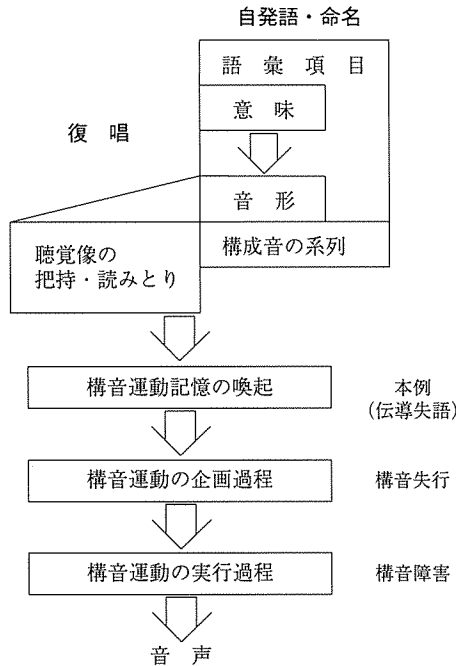 自発語・命名
語彙項目
意味
復唱
音形
聴覚像の
把持・読みとり
構成音の系列
構音運動記憶の喚起
本例
(伝導失語)
構音運動の企画過程
構音失行
構音運動の実行過程
構音障害
音声